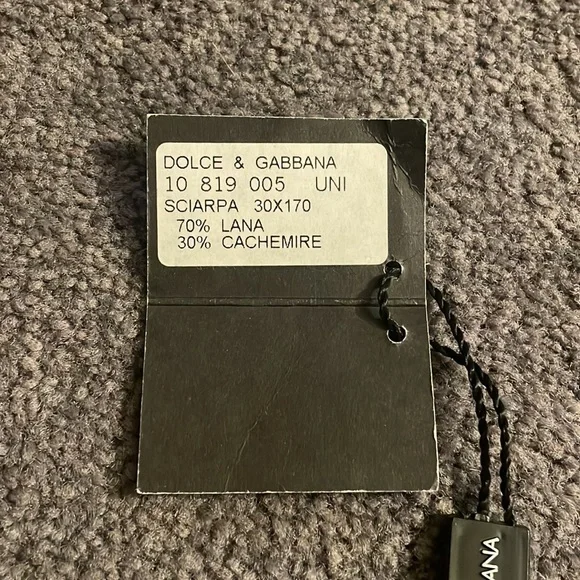 DOLCE & GABBANA
10 819 005 UNI
SCIARPA 30X170
70% LANA
30% CACHEMIRE